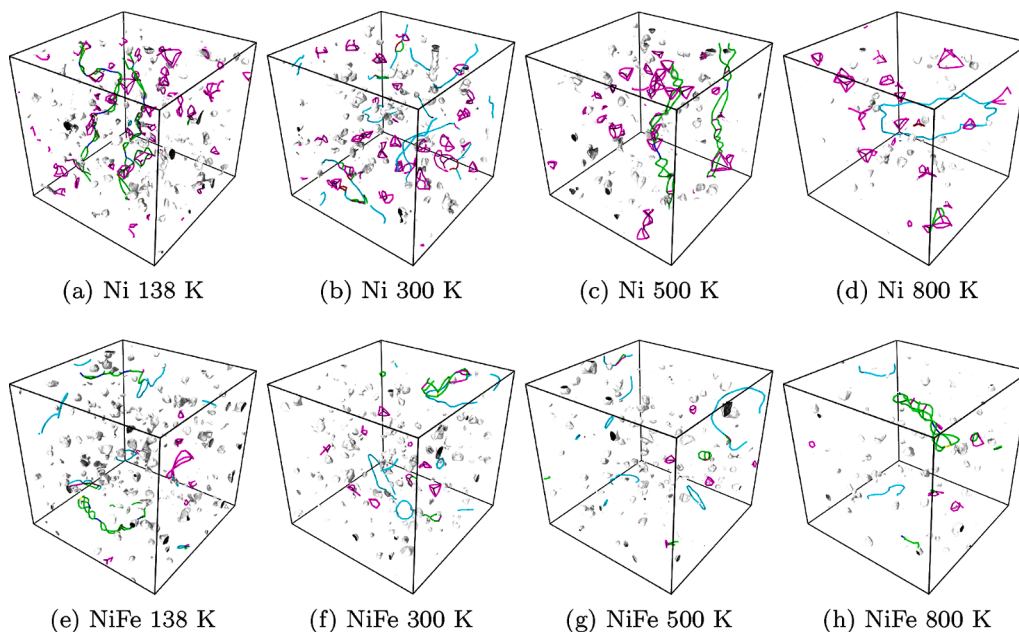 (a) Ni 138 K
(b) Ni 300 K
(c) Ni 500 K
(d) Ni 800 K
(e) NiFe 138 K
(f) NiFe 300 K
(g) NiFe 500 K
(h) NiFe 800 K